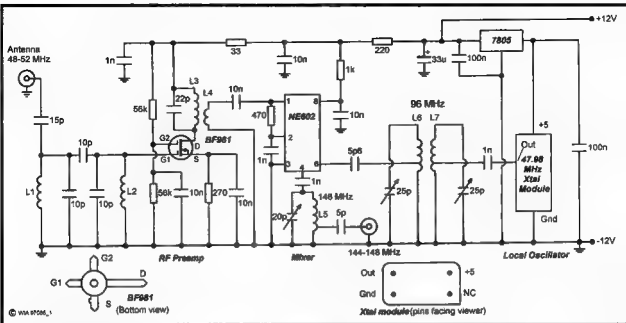 +12V
Antenna
48-52 MHz
33
220
7805
1n
10n
33u
+
100n
L3
1k
22p
L4
10n
15p
56k
BF981
470
1
8
NE602
10n
96 MHz
L6
L7
G2
D
10p
G1
S
2
1n
3
6
5p6
1n
+5
Out
47.98
MHz
Xtal
Module
100n
4
1n
L1
L2
10p
10p
56k
10n
270
10n
20p
L5
5p
25p
25p
Gnd
-12V
RF Preamp
Mixer
144-148 MHz
Local Oscillator
G2
G1
D
S
BF981
(Bottom view)
Out
+5
Gnd
NC
Xtal module(pins facing viewer)